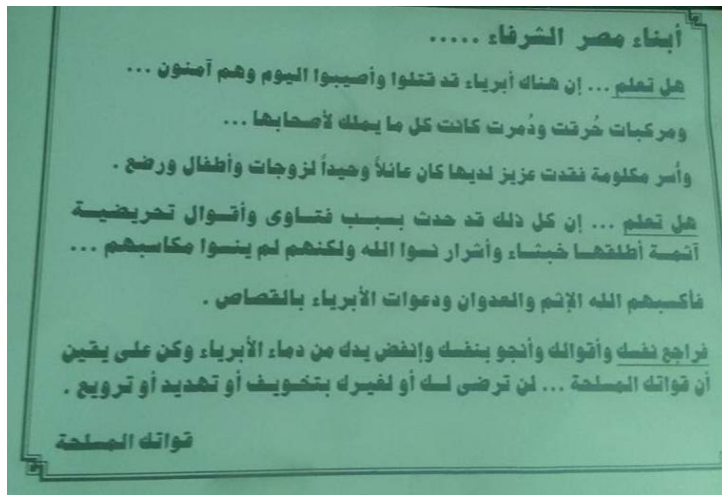 أبناء مصر الشرفاء .....
هل تعلم ... إن هناك أبرياء قد قتلوا وأصيبوا اليوم وهم آمنون ...
ومركبات حُرقت ودُمرت كانت كل ما يملك لأصحابها ...
وأسر مكلومة فقدت عزيز لديها كان عائلاً وحيداً لزوجات وأطفال ورضع .
هل تعلم ... إن كل ذلك قد حدث بسبب فتاوى وأقوال تحريضية
آثمة أطلقها خبثاء وأشرار نسوا الله ولكنهم لم ينسوا مكاسبهم ...
فأكسبهم الله الإثم والعدوان ودعوات الأبرياء بالقصاص .
فراجع نفسك وأقوالك وأنجو بنفسك وإنفض يدك من دماء الأبرياء وكن على يقين
أن قواتك المسلحة ... لن ترضى لك أو لغيرك بتخويف أو تهديد أو ترويع .
قواتك المسلحة